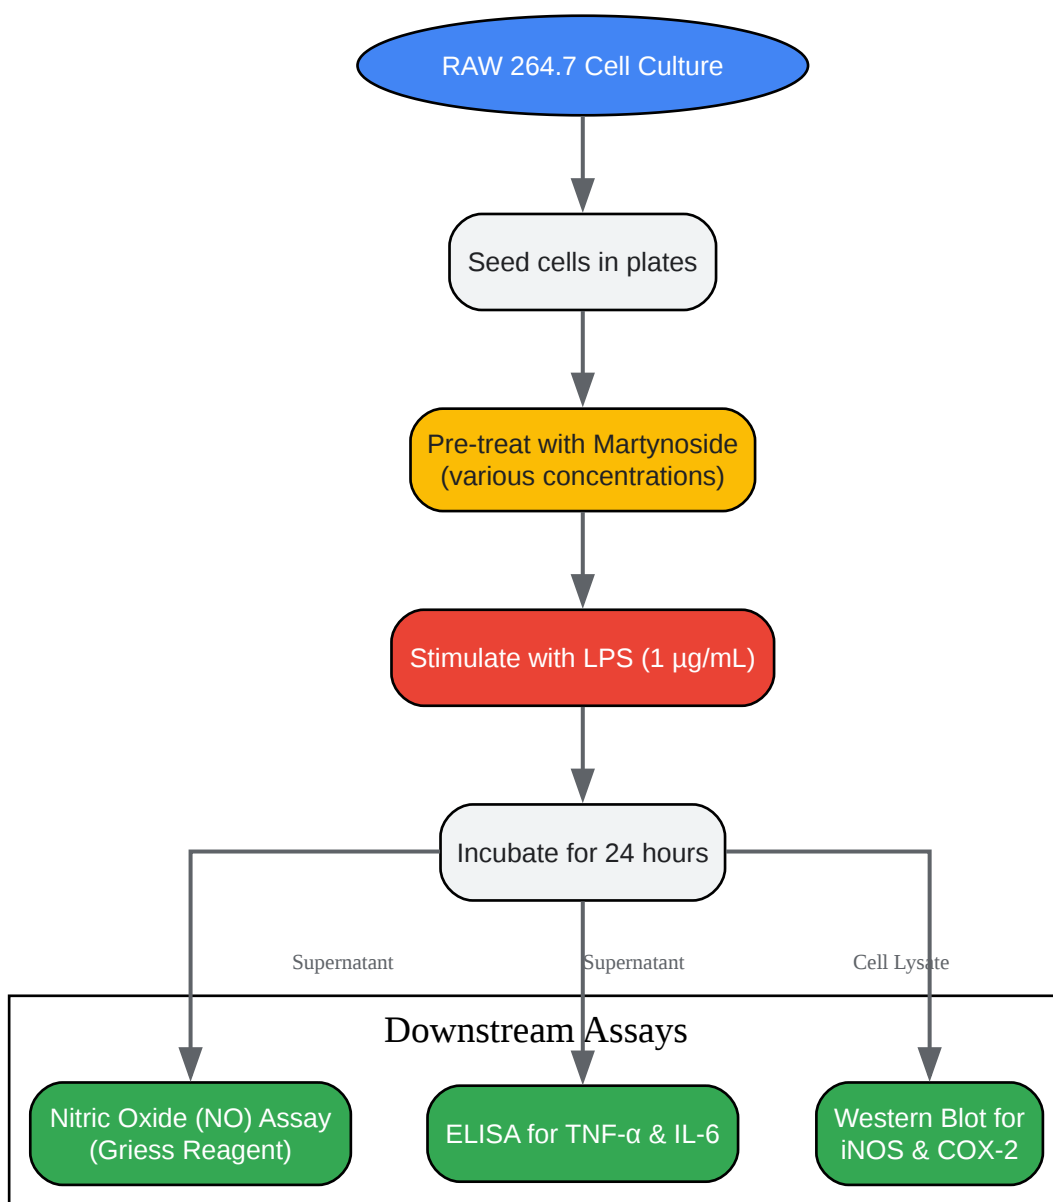 RAW 264.7 Cell Culture
Seed cells in plates
Pre-treat with Martynoside
(various concentrations)
Stimulate with LPS (1 µg/mL)
Incubate for 24 hours
Supernatant
Supernatant
Cell Lysate
Downstream Assays
Nitric Oxide (NO) Assay
(Griess Reagent)
ELISA for TNF-α & IL-6
Western Blot for
iNOS & COX-2